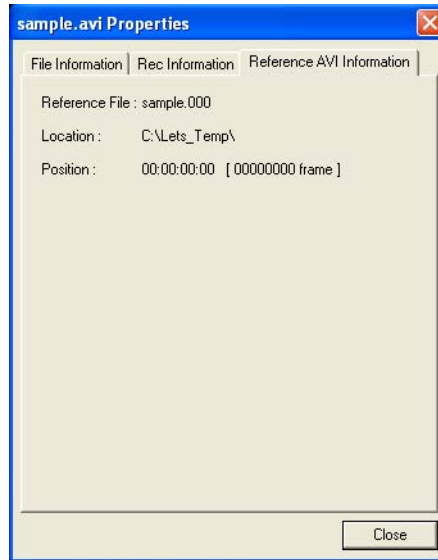 sample.avi Properties
File Information Rec Information Reference AVI Information
Reference File : sample.000
Location : C:\Lets_Temp\
Position : 00:00:00:00 [ 00000000 frame ]
Close